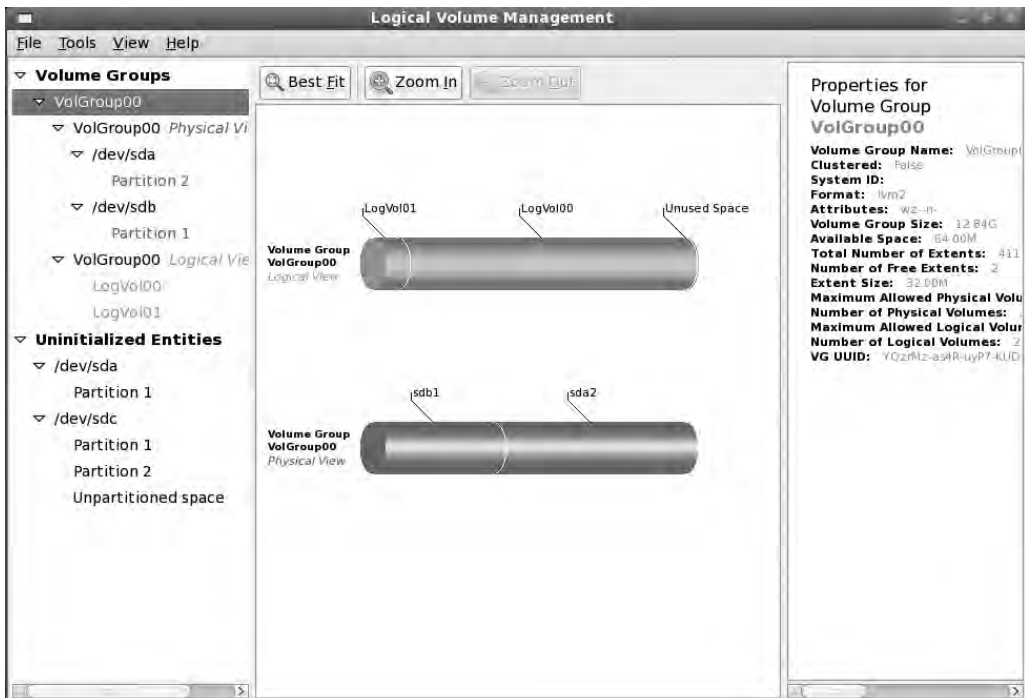 Logical Volume Management
File Tools View Help
Volume Groups
VolGroup00
VolGroup00 Physical Vi
/dev/sda
Partition 2
/dev/sdb
Partition 1
VolGroup00 Logical Vie
LogVol00
LogVol01
Uninitialized Entities
/dev/sda
Partition 1
/dev/sdc
Partition 1
Partition 2
Unpartitioned space
Best Fit
Zoom In
Zoom Out
LogVol01
LogVol00
Unused Space
Volume Group
VolGroup00
Logical View
sdb1
sda2
Volume Group
VolGroup00
Physical View
Properties for
Volume Group
VolGroup00
Volume Group Name: VolGroup
Clustered: False
System ID:
Format: lvm2
Attributes: wz--n-
Volume Group Size: 12.84G
Available Space: 64.00M
Total Number of Extents: 411
Number of Free Extents: 2
Extent Size: 32.00M
Maximum Allowed Physical Volu
Number of Physical Volumes:
Maximum Allowed Logical Volur
Number of Logical Volumes: 2
VG UUID: YQzrMz-as4R-uyP7-KUD